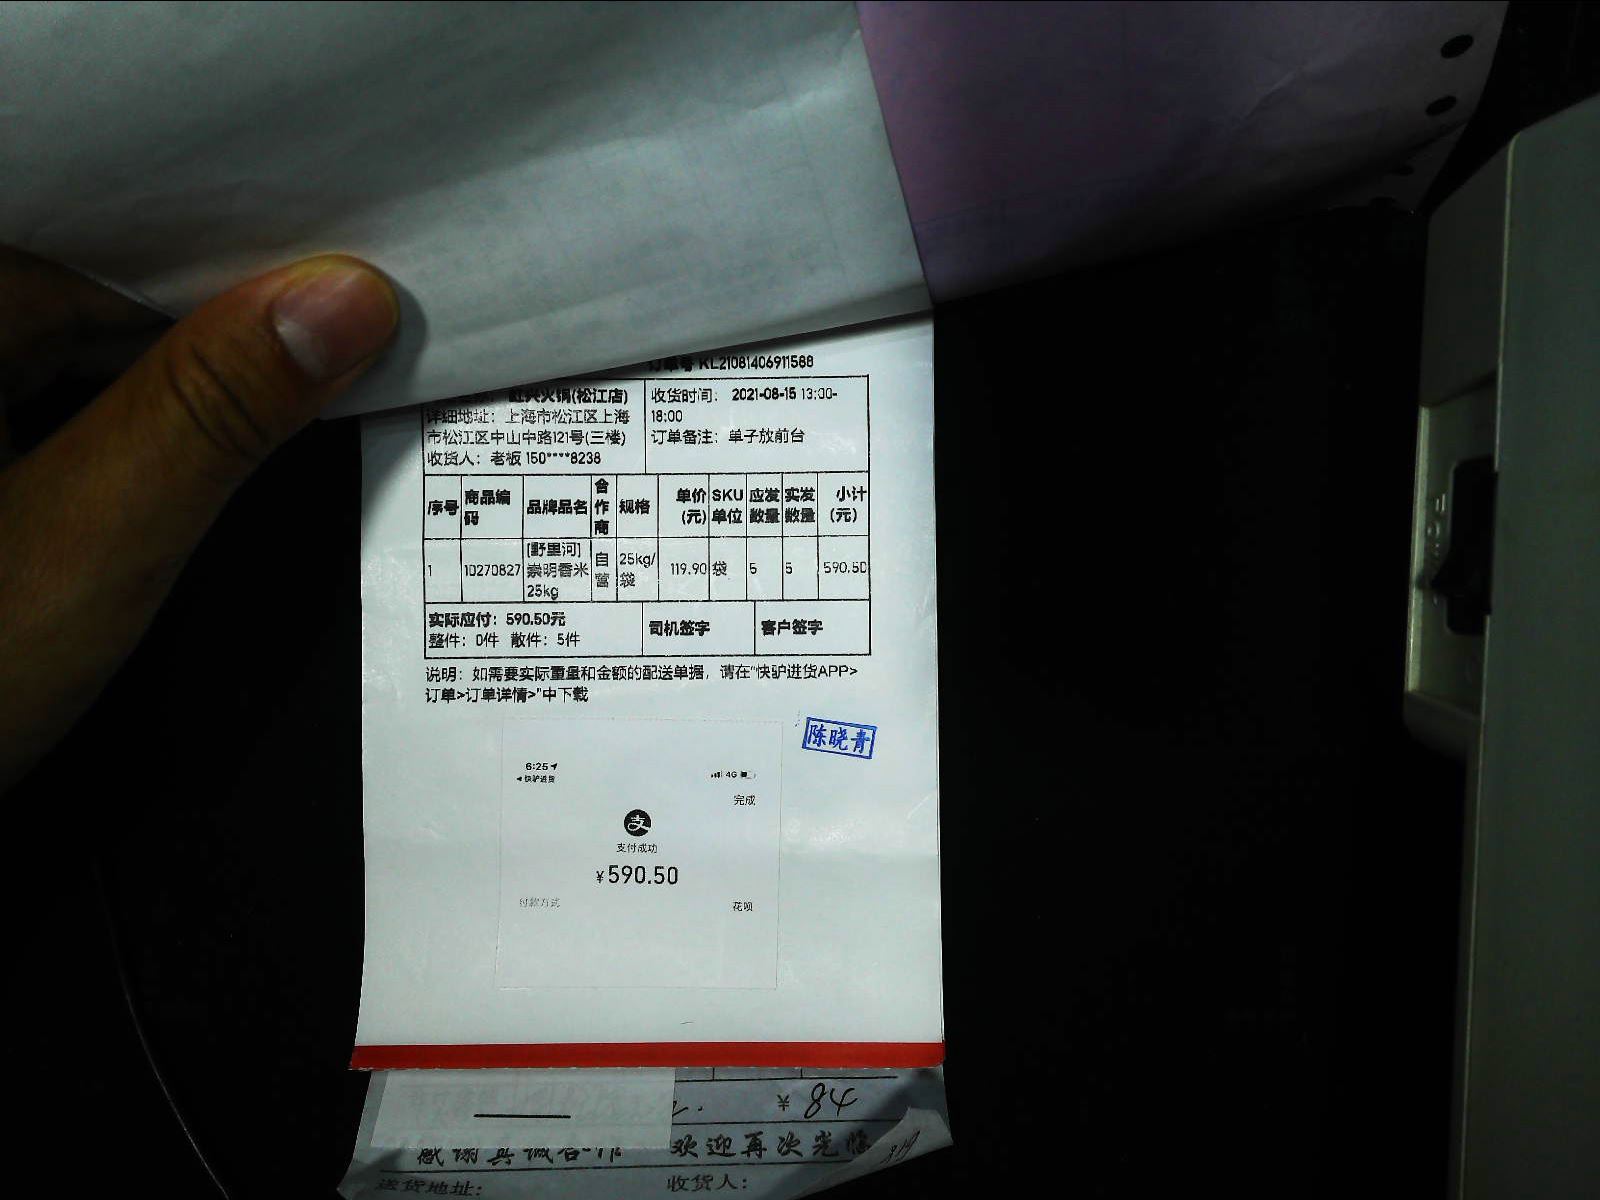 订单号 KL21081406911588
兴火锅(松江店)
详细地址：上海市松江区上海
市松江区中山中路121号(三楼)
收货人：老板 150****8238
收货时间：2021-08-15 13:00-
18:00
订单备注：单子放前台
序号 商品编码 品牌品名 合作商 规格 单价(元) SKU单位 应发数量 实发数量 小计(元)
1 10270827 [野里河]崇明香米25kg 自营 25kg/袋 119.90 袋 5 5 590.50
实际应付：590.50元
整件：0件 散件：5件
司机签字
客户签字
说明：如需要实际重量和金额的配送单据，请在"快驴进货APP>
订单>订单详情>"中下载
陈晓青
6:25
快驴进货
4G
完成
支
支付成功
¥590.50
付款方式 花呗
¥ 84
欢迎再次光临
送货地址： 收货人：